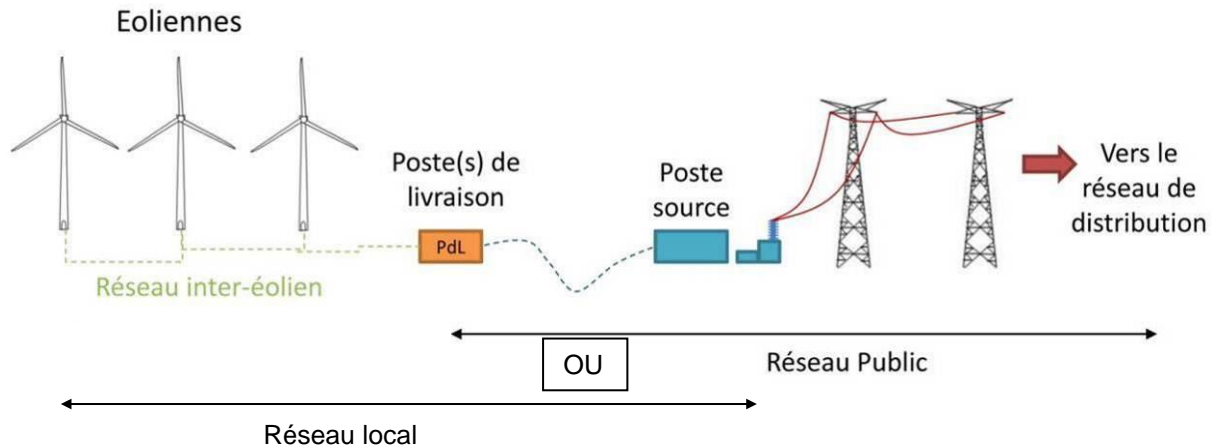 Eoliennes
Poste(s) de
livraison
PdL
Poste
source
Vers le
réseau de
distribution
Réseau inter-éolien
OU
Réseau Public
Réseau local